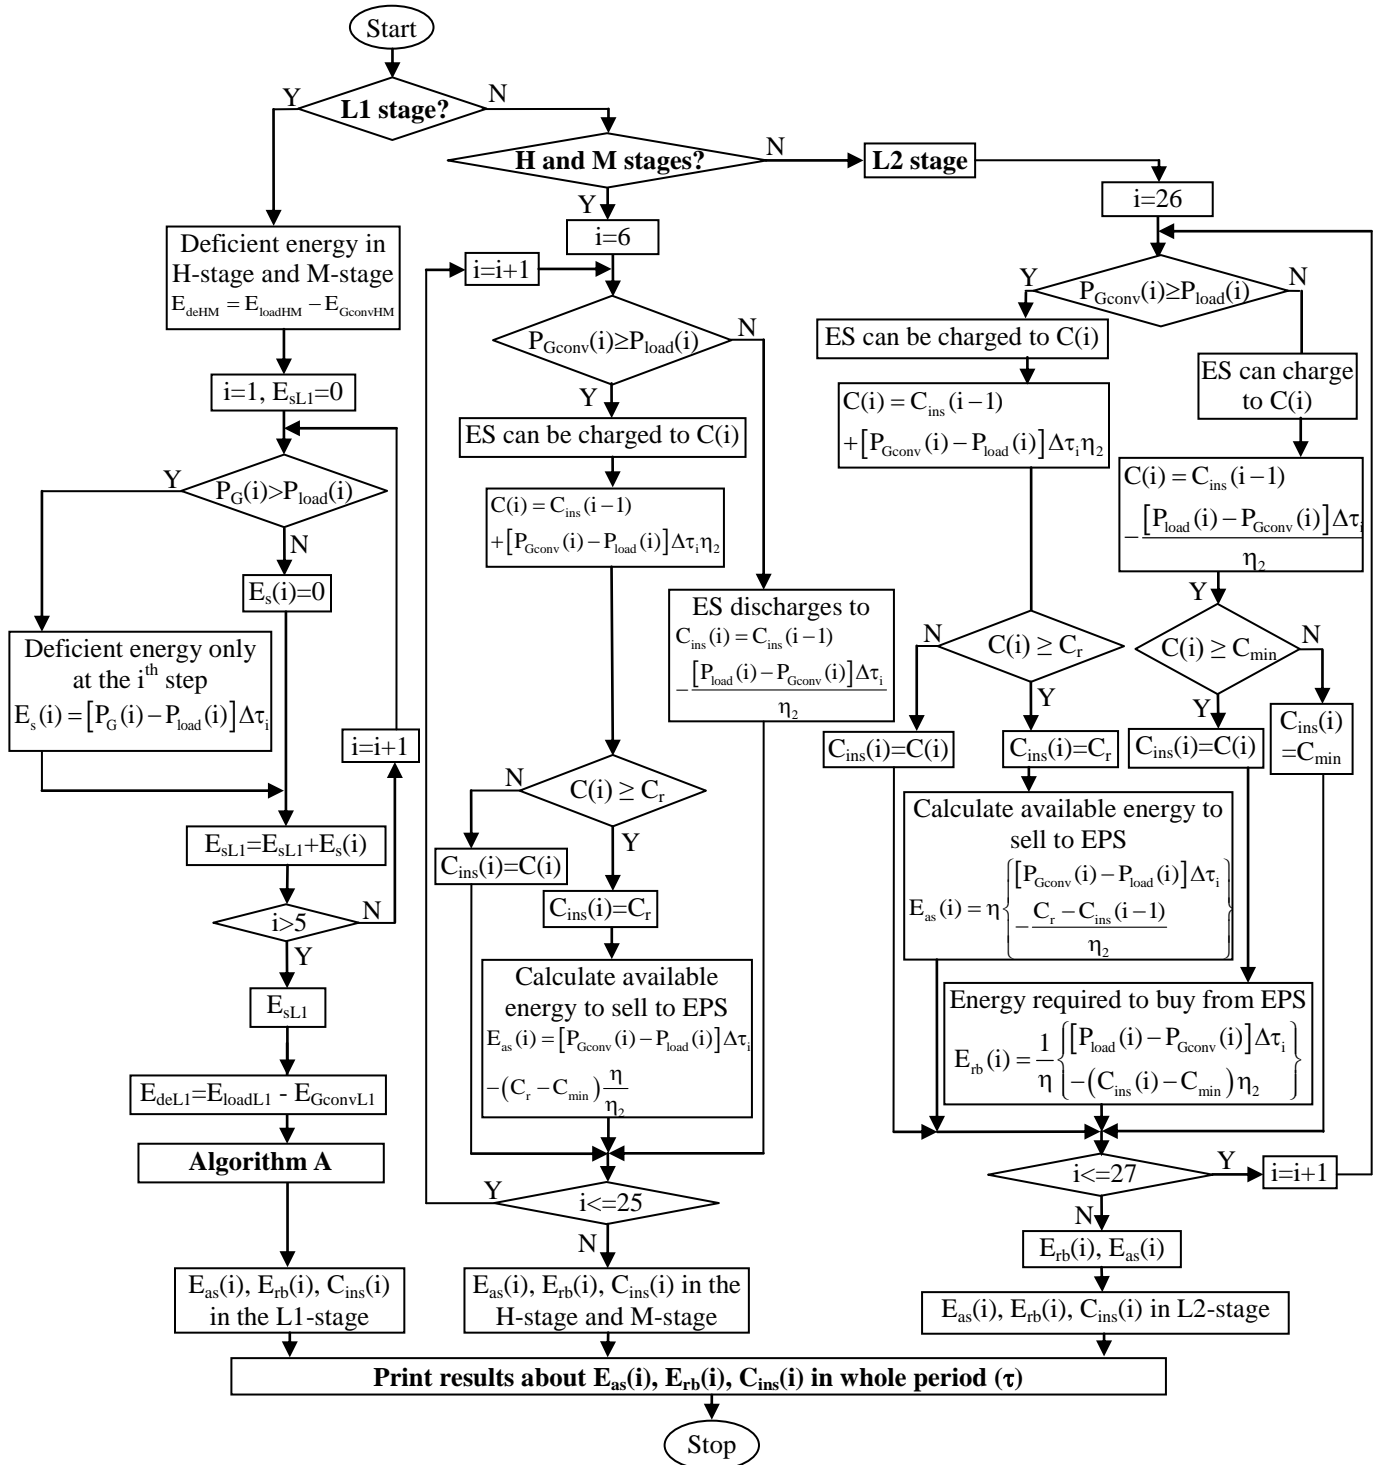 Start
L1 stage?
Y
N
H and M stages?
N
Y
L2 stage
Deficient energy in
H-stage and M-stage
E_deHM = E_loadHM − E_GconvHM
i=1, E_sL1=0
P_G(i)>P_load(i)
Y
N
E_s(i)=0
Deficient energy only
at the i^th step
E_s(i) = [P_G(i) − P_load(i)]Δτ_i
i=i+1
E_sL1=E_sL1+E_s(i)
i>5
N
Y
E_sL1
E_deL1=E_loadL1 - E_GconvL1
Algorithm A
E_as(i), E_rb(i), C_ins(i)
in the L1-stage
i=6
i=i+1
P_Gconv(i)≥P_load(i)
N
Y
ES can be charged to C(i)
C(i) = C_ins(i−1)
+[P_Gconv(i) − P_load(i)]Δτ_iη_2
ES discharges to
C_ins(i) = C_ins(i−1)
−[P_load(i) − P_Gconv(i)]Δτ_i
η_2
C(i) ≥ C_r
N
Y
C_ins(i)=C(i)
C_ins(i)=C_r
Calculate available
energy to sell to EPS
E_as(i) = [P_Gconv(i) − P_load(i)]Δτ_i
−(C_r − C_min) η
η_2
i<=25
Y
N
E_as(i), E_rb(i), C_ins(i) in the
H-stage and M-stage
i=26
P_Gconv(i)≥P_load(i)
Y
N
ES can be charged to C(i)
C(i) = C_ins(i−1)
+[P_Gconv(i) − P_load(i)]Δτ_iη_2
ES can charge
to C(i)
C(i) = C_ins(i−1)
−[P_load(i) − P_Gconv(i)]Δτ_i
η_2
Y
C(i) ≥ C_r
N
Y
C(i) ≥ C_min
N
Y
C_ins(i)=C(i)
C_ins(i)=C_r
C_ins(i)=C(i)
C_ins(i)
=C_min
Calculate available energy to
sell to EPS
E_as(i) = η{[P_Gconv(i) − P_load(i)]Δτ_i
− C_r − C_ins(i−1)
η_2}
Energy required to buy from EPS
E_rb(i) = 1/η {[P_load(i) − P_Gconv(i)]Δτ_i
−(C_ins(i) − C_min)η_2}
i<=27
Y
i=i+1
N
E_rb(i), E_as(i)
E_as(i), E_rb(i), C_ins(i) in L2-stage
Print results about E_as(i), E_rb(i), C_ins(i) in whole period (τ)
Stop